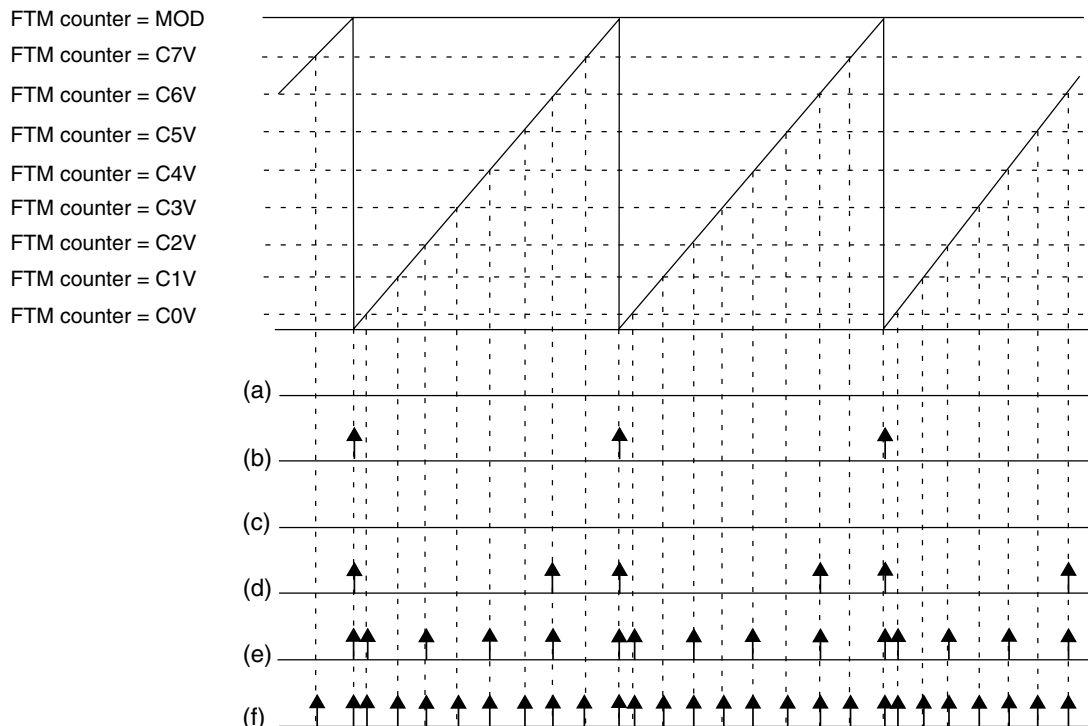 FTM counter = MOD
FTM counter = C7V
FTM counter = C6V
FTM counter = C5V
FTM counter = C4V
FTM counter = C3V
FTM counter = C2V
FTM counter = C1V
FTM counter = C0V
(a)
(b)
(c)
(d)
(e)
(f)